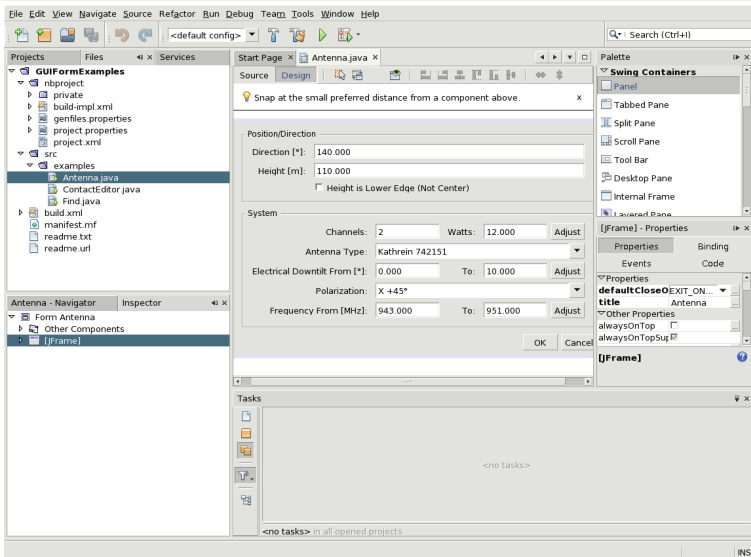 File Edit View Navigate Source Refactor Run Debug Team Tools Window Help
<default config>
Search (Ctrl+I)
Projects Files Services
GUIFormExamples
nbproject
private
build-impl.xml
genfiles.properties
project.properties
project.xml
src
examples
Antenna.java
ContactEditor.java
Find.java
build.xml
manifest.mf
readme.txt
readme.url
Antenna - Navigator Inspector
Form Antenna
Other Components
[JFrame]
Start Page Antenna.java
Source Design
Snap at the small preferred distance from a component above. x
Position/Direction
Direction [°]: 140.000
Height [m]: 110.000
Height is Lower Edge (Not Center)
System
Channels: 2 Watts: 12.000 Adjust
Antenna Type: Kathrein 742151
Electrical Downtilt From [°]: 0.000 To: 10.000 Adjust
Polarization: X +45°
Frequency From [MHz]: 943.000 To: 951.000 Adjust
OK Cancel
Tasks
<no tasks>
<no tasks> in all opened projects
Palette
Swing Containers
Panel
Tabbed Pane
Split Pane
Scroll Pane
Tool Bar
Desktop Pane
Internal Frame
Layered Pane
[JFrame] - Properties
Properties Binding
Events Code
Properties
defaultCloseO EXIT_ON... ...
title Antenna ...
Other Properties
alwaysOnTop ...
alwaysOnTopSup
[JFrame]
INS